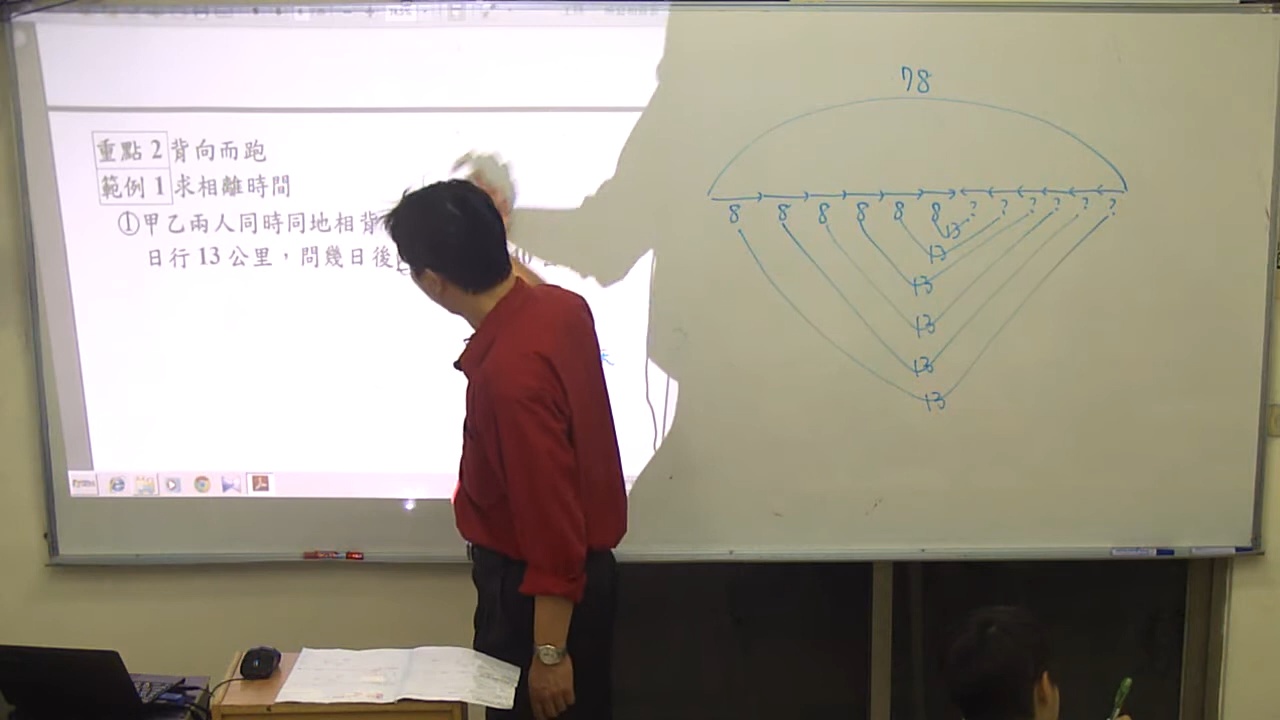 重點 2 背向而跑
範例 1 求相離時間
①甲乙兩人同時同地相背
日行 13 公里，問幾日後
78
8 8 8 8 8 8 ? ? ? ? ? ?
13
13
13
13
13
13